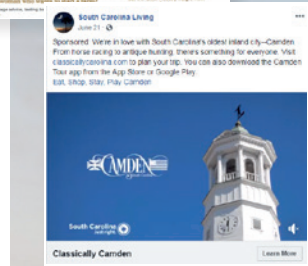 South Carolina Living
June 21
Sponsored. We're in love with South Carolina's oldest inland city—Camden.
From horse racing to antique hunting, there's something for everyone. Visit
classicallycarolina.com to plan your trip. You can also download the Camden
Tour app from the App Store or Google Play.
Eat, Shop, Stay, Play Camden
CAMDEN
South Carolina
Classically Camden
Learn More